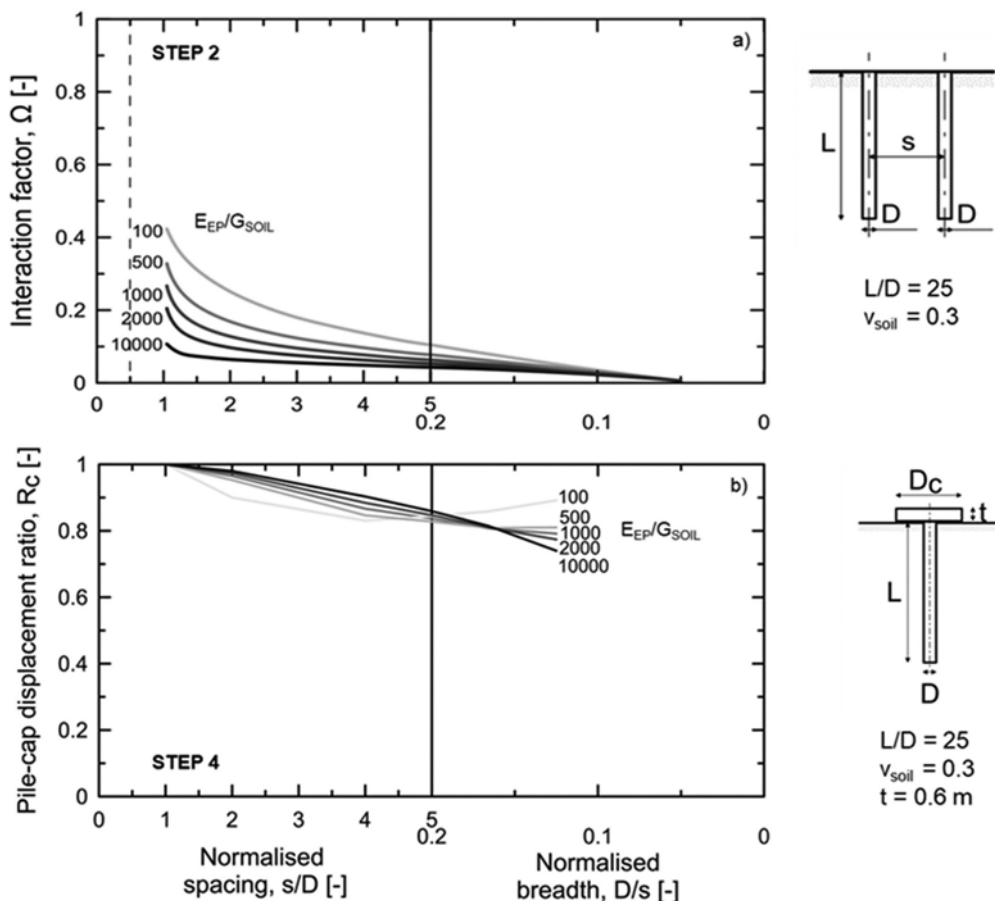 a)
STEP 2
1
0.8
0.6
0.4
0.2
0
Interaction factor, Ω [-]
E_EP/G_SOIL
100
500
1000
2000
10000
0 1 2 3 4 5
0.2 0.1 0
L
s
D D
L/D = 25
v_soil = 0.3
b)
1
0.8
0.6
0.4
0.2
0
Pile-cap displacement ratio, R_C [-]
100
500
1000
2000
10000
E_EP/G_SOIL
STEP 4
0 1 2 3 4 5
0.2 0.1 0
Normalised
spacing, s/D [-]
Normalised
breadth, D/s [-]
D_C
t
L
D
L/D = 25
v_soil = 0.3
t = 0.6 m